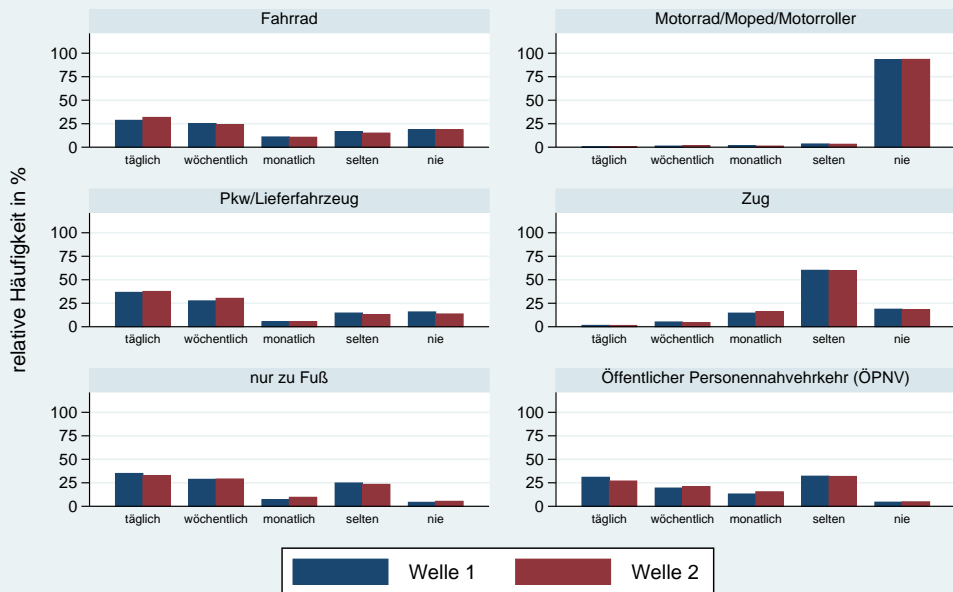 relative Häufigkeit in %
Fahrrad
100
75
50
25
0
täglich wöchentlich monatlich selten nie
Motorrad/Moped/Motorroller
100
75
50
25
0
täglich wöchentlich monatlich selten nie
Pkw/Lieferfahrzeug
100
75
50
25
0
täglich wöchentlich monatlich selten nie
Zug
100
75
50
25
0
täglich wöchentlich monatlich selten nie
nur zu Fuß
100
75
50
25
0
täglich wöchentlich monatlich selten nie
Öffentlicher Personennahvehrkehr (ÖPNV)
100
75
50
25
0
täglich wöchentlich monatlich selten nie
Welle 1 Welle 2